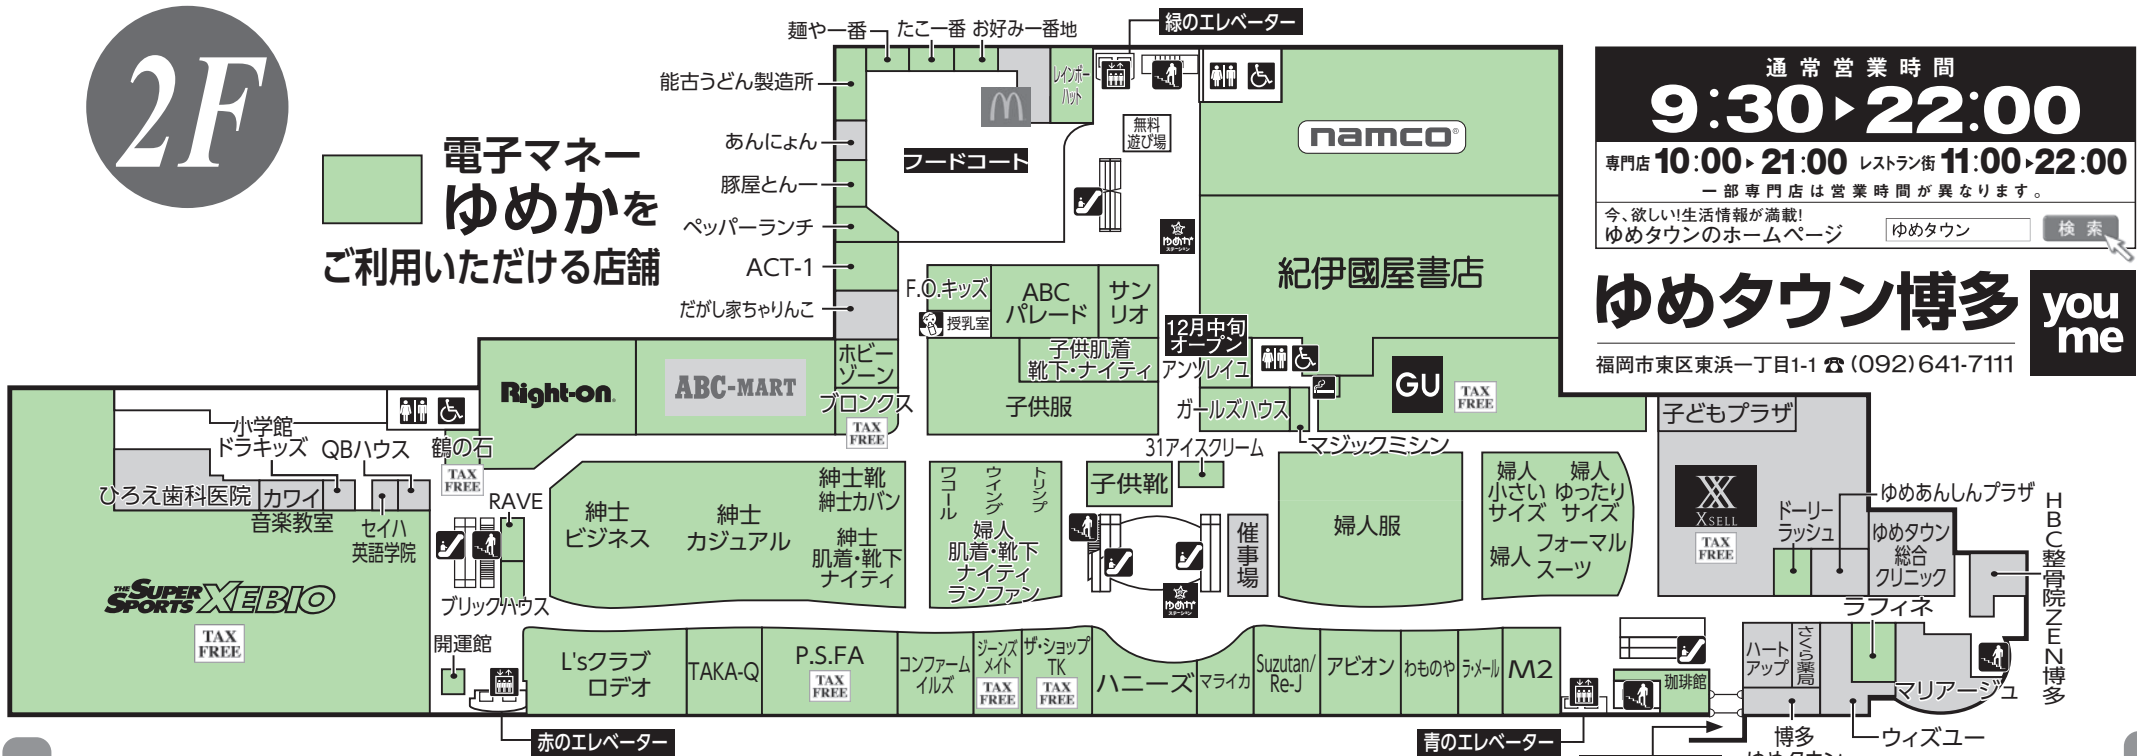 2F
電子マネー
ゆめかを
ご利用いただける店舗
麺や一番
たこ一番
お好み一番地
緑のエレベーター
能古うどん製造所
あんにょん
豚屋とん一
ペッパーランチ
ACT-1
だがし家ちゃりんこ
レインボー
ハット
フードコート
無料
遊び場
ゆめか
ステーション
namco
紀伊國屋書店
通常営業時間
9:30▶22:00
専門店10:00▶21:00 レストラン街11:00▶22:00
一部専門店は営業時間が異なります。
今、欲しい!生活情報が満載!
ゆめタウンのホームページ
ゆめタウン
検索
ゆめタウン博多
you
me
福岡市東区東浜一丁目1-1 ☎(092)641-7111
F.O.キッズ
授乳室
ABC
パレード
サン
リオ
子供肌着
靴下・ナイティ
子供服
12月中旬
オープン
アンツレイユ
ガールズハウス
マジックミシン
GU
TAX
FREE
Right-on.
ABC-MART
ホビー
ゾーン
ブロンクス
TAX
FREE
小学館
ドラキッズ
QBハウス
鶴の石
TAX
FREE
ひろえ歯科医院
カワイ
音楽教室
セイハ
英語学院
RAVE
ブリックハウス
THE SUPER
SPORTS XEBIO
TAX
FREE
開運館
紳士
ビジネス
紳士
カジュアル
紳士靴
紳士カバン
紳士
肌着・靴下
ナイティ
ワコール
ウイング
トリンプ
婦人
肌着・靴下
ナイティ
ランファン
31アイスクリーム
子供靴
催事場
ゆめか
ステーション
婦人服
婦人
小さい
サイズ
婦人
ゆったり
サイズ
婦人
フォーマル
スーツ
子どもプラザ
XSELL
TAX
FREE
ドーリー
ラッシュ
ゆめあんしんプラザ
ゆめタウン
総合
クリニック
HBC整骨院ZEN博多
ラフィネ
L'sクラブ
ロデオ
TAKA-Q
P.S.FA
TAX
FREE
コンファーム
イルズ
ジーンズ
メイト
TAX
FREE
ザ・ショップ
TK
TAX
FREE
ハニーズ
マライカ
Suzutan/
Re-J
アビオン
わものや
ラ・メール
M2
珈琲館
ハート
アップ
さくら薬局
マリアージュ
ウィズユー
博多
赤のエレベーター
青のエレベーター